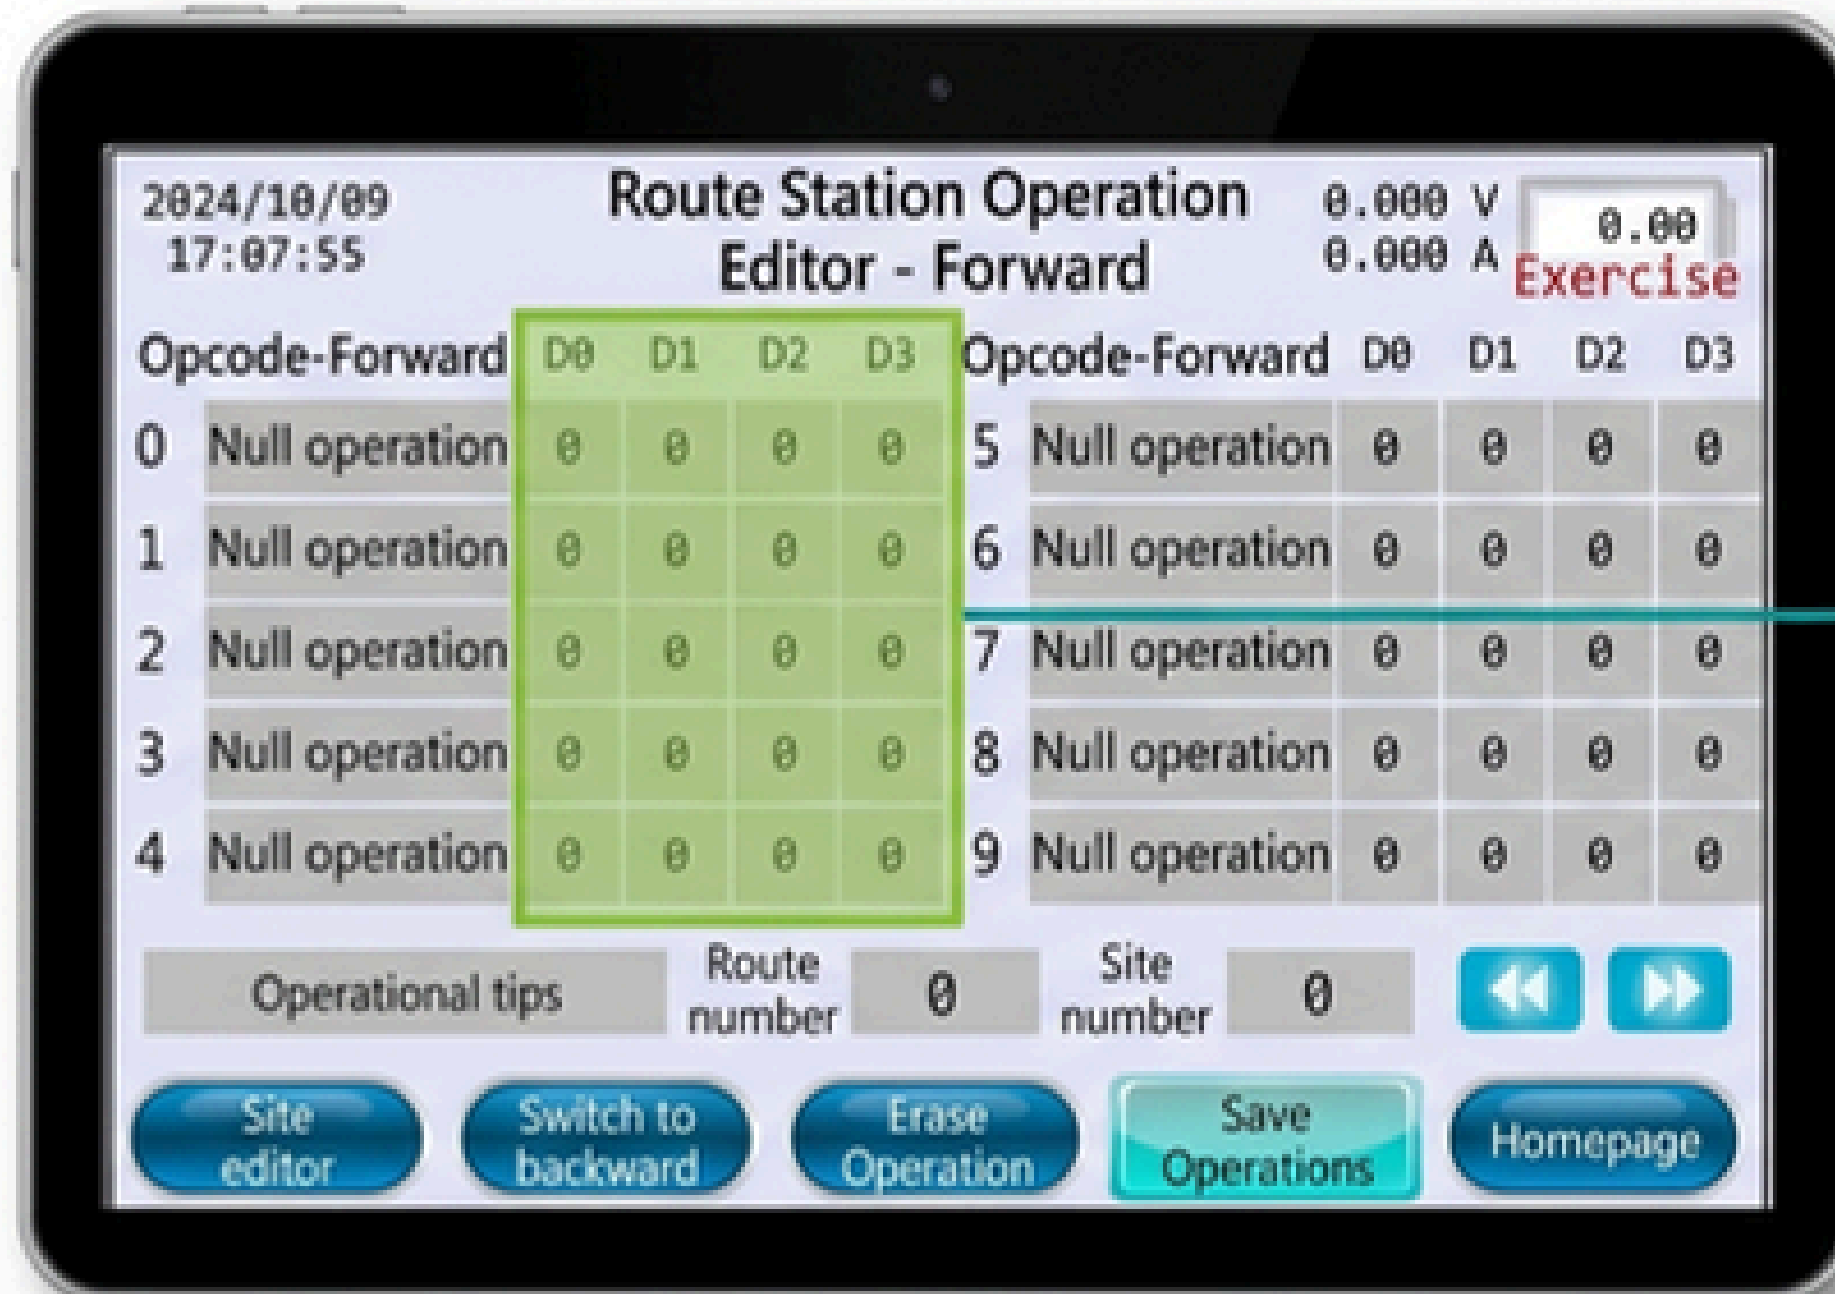 2024/10/09
17:07:55
Route Station Operation
Editor - Forward
0.000 V
0.000 A
0.00
Exercise
Opcode-Forward D0 D1 D2 D3 Opcode-Forward D0 D1 D2 D3
0 Null operation 0 0 0 0 5 Null operation 0 0 0 0
1 Null operation 0 0 0 0 6 Null operation 0 0 0 0
2 Null operation 0 0 0 0 7 Null operation 0 0 0 0
3 Null operation 0 0 0 0 8 Null operation 0 0 0 0
4 Null operation 0 0 0 0 9 Null operation 0 0 0 0
Operational tips
Route
number
0
Site
number
0
Site
editor
Switch to
backward
Erase
Operation
Save
Operations
Homepage